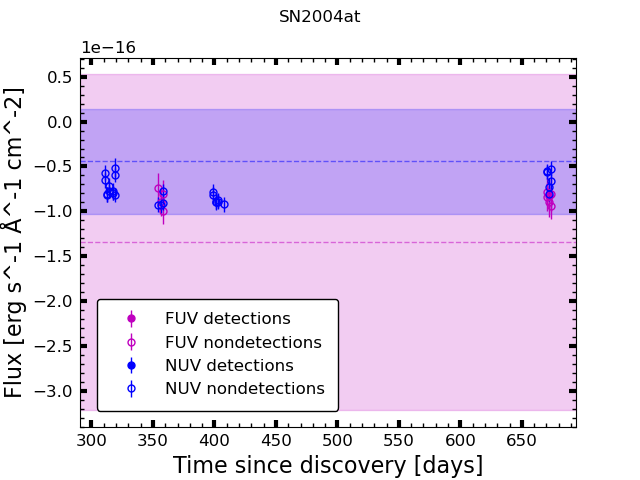 SN2004at
1e−16
0.5
0.0
−0.5
−1.0
−1.5
−2.0
−2.5
−3.0
Flux [erg s^-1 Å^-1 cm^-2]
FUV detections
FUV nondetections
NUV detections
NUV nondetections
300 350 400 450 500 550 600 650
Time since discovery [days]